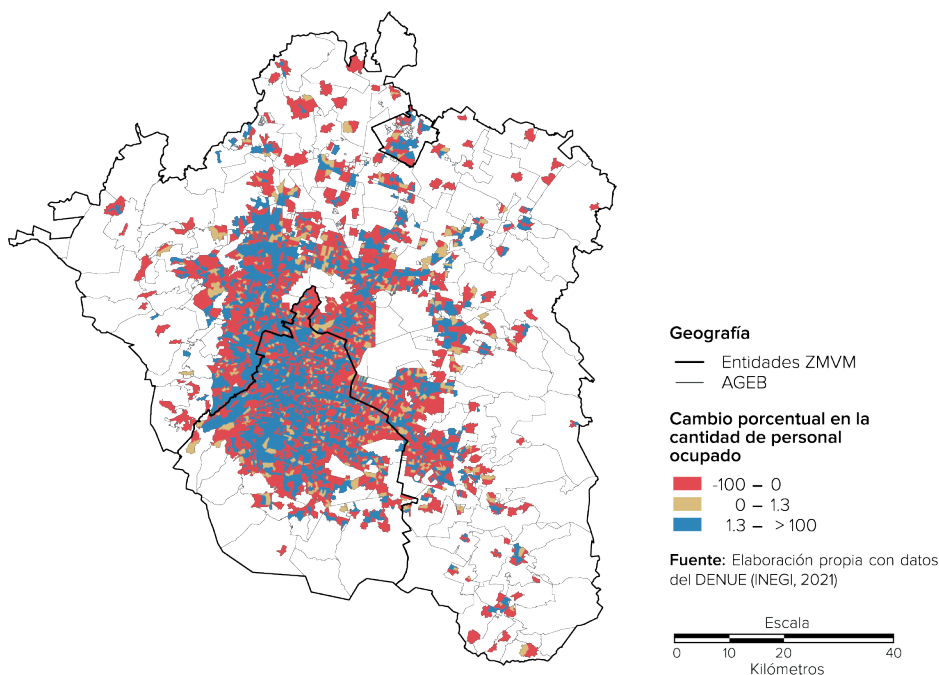 Geografía
Entidades ZMVM
AGEB
Cambio porcentual en la
cantidad de personal
ocupado
-100 – 0
0 – 1.3
1.3 – > 100
Fuente: Elaboración propia con datos
del DENUE (INEGI, 2021)
Escala
0 10 20 40
Kilómetros